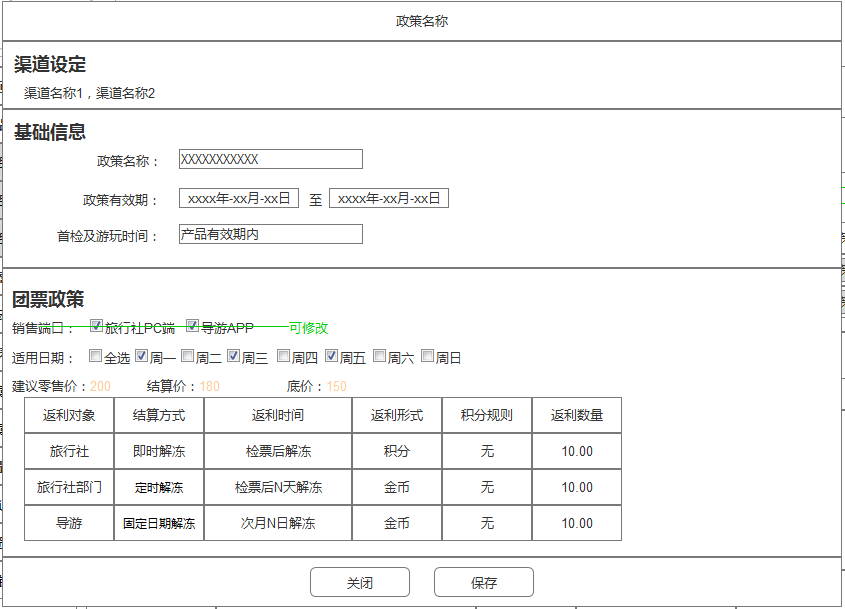 政策名称
渠道设定
渠道名称1，渠道名称2
基础信息
政策名称： XXXXXXXXXXX
政策有效期： xxxx年-xx月-xx日 至 xxxx年-xx月-xx日
首检及游玩时间： 产品有效期内
团票政策
销售端口： 旅行社PC端 导游APP 可修改
适用日期： 全选 周一 周二 周三 周四 周五 周六 周日
建议零售价：200 结算价：180 底价：150
返利对象 结算方式 返利时间 返利形式 积分规则 返利数量
旅行社 即时解冻 检票后解冻 积分 无 10.00
旅行社部门 定时解冻 检票后N天解冻 金币 无 10.00
导游 固定日期解冻 次月N日解冻 金币 无 10.00
关闭 保存